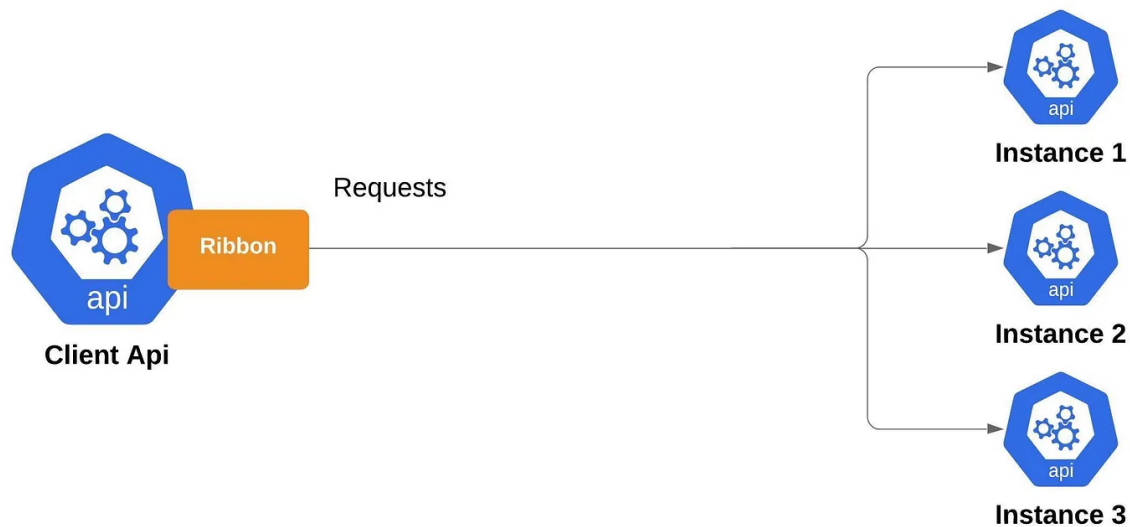 api
Instance 1
Requests
Ribbon
api
Client Api
api
Instance 2
api
Instance 3